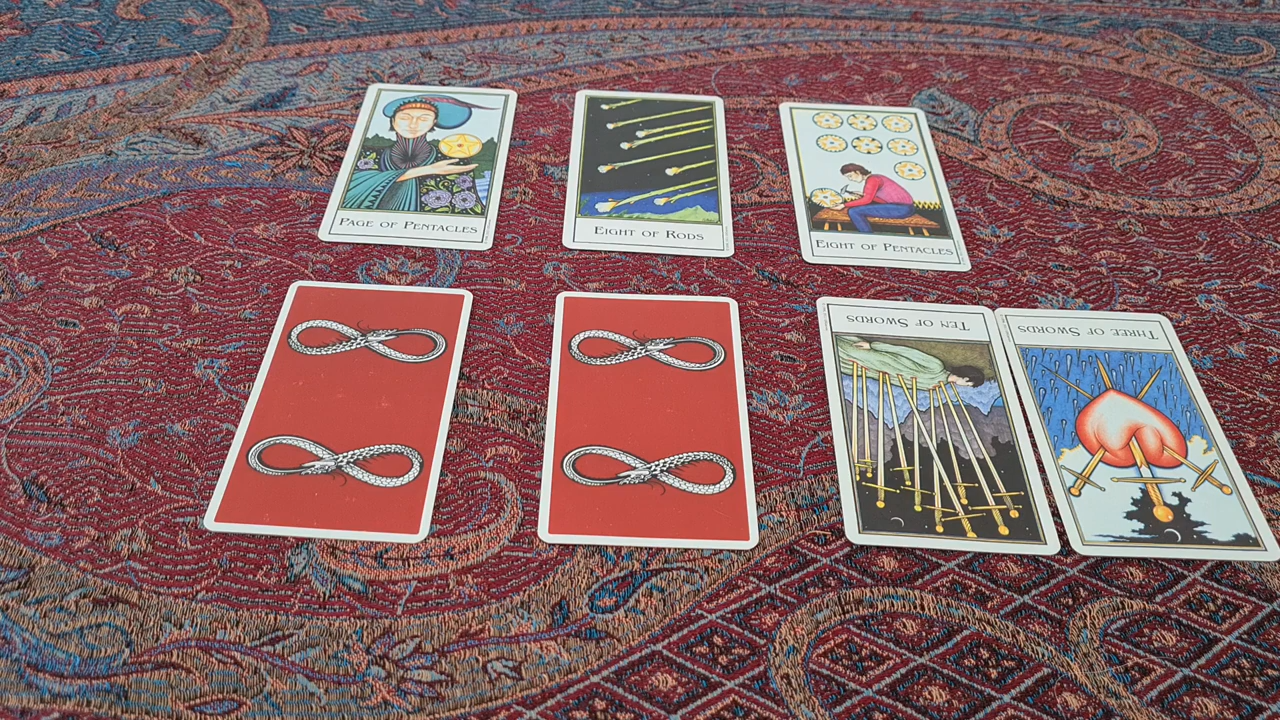 Page of Pentacles
Eight of Rods
Eight of Pentacles
Ten of Swords
Three of Swords